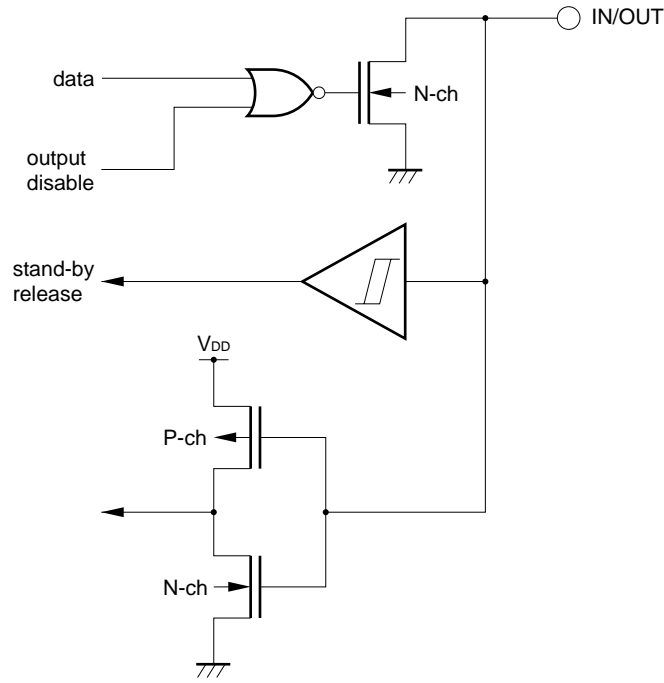 IN/OUT
data
N-ch
output
disable
stand-by
release
VDD
P-ch
N-ch